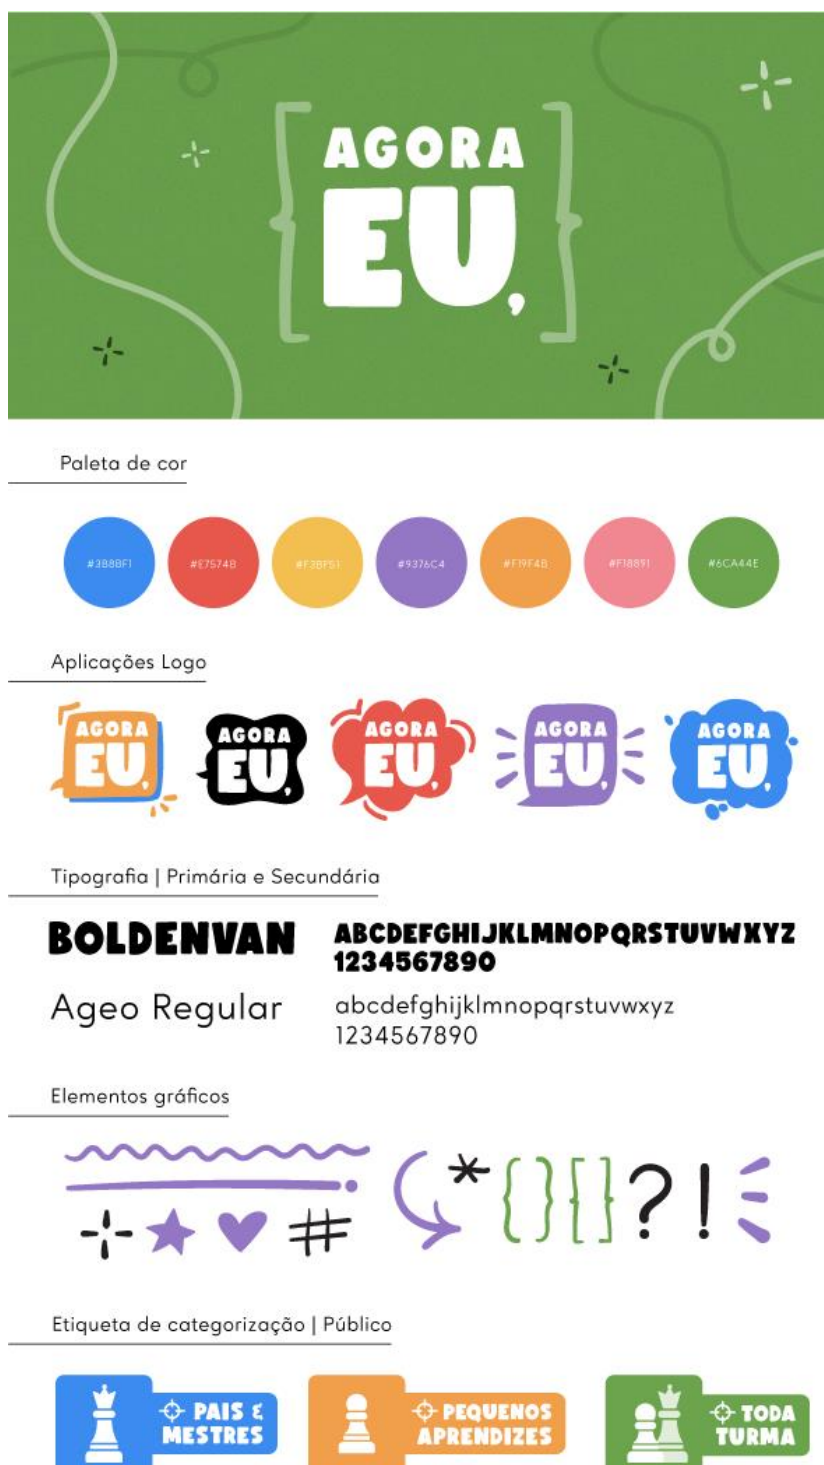 AGORA
EU,
Paleta de cor
#3B8BF1
#E7574B
#F3BF51
#9376C4
#F19F4B
#F18891
#6CA44E
Aplicações Logo
AGORA
EU,
AGORA
EU,
AGORA
EU,
AGORA
EU,
AGORA
EU,
Tipografia | Primária e Secundária
BOLDENVAN
ABCDEFGHIJKLMNOPQRSTUVWXYZ
1234567890
Ageo Regular
abcdefghijklmnopqrstuvwxyz
1234567890
Elementos gráficos
* { } [ ] ? !
#
Etiqueta de categorização | Público
PAIS E
MESTRES
PEQUENOS
APRENDIZES
TODA
TURMA